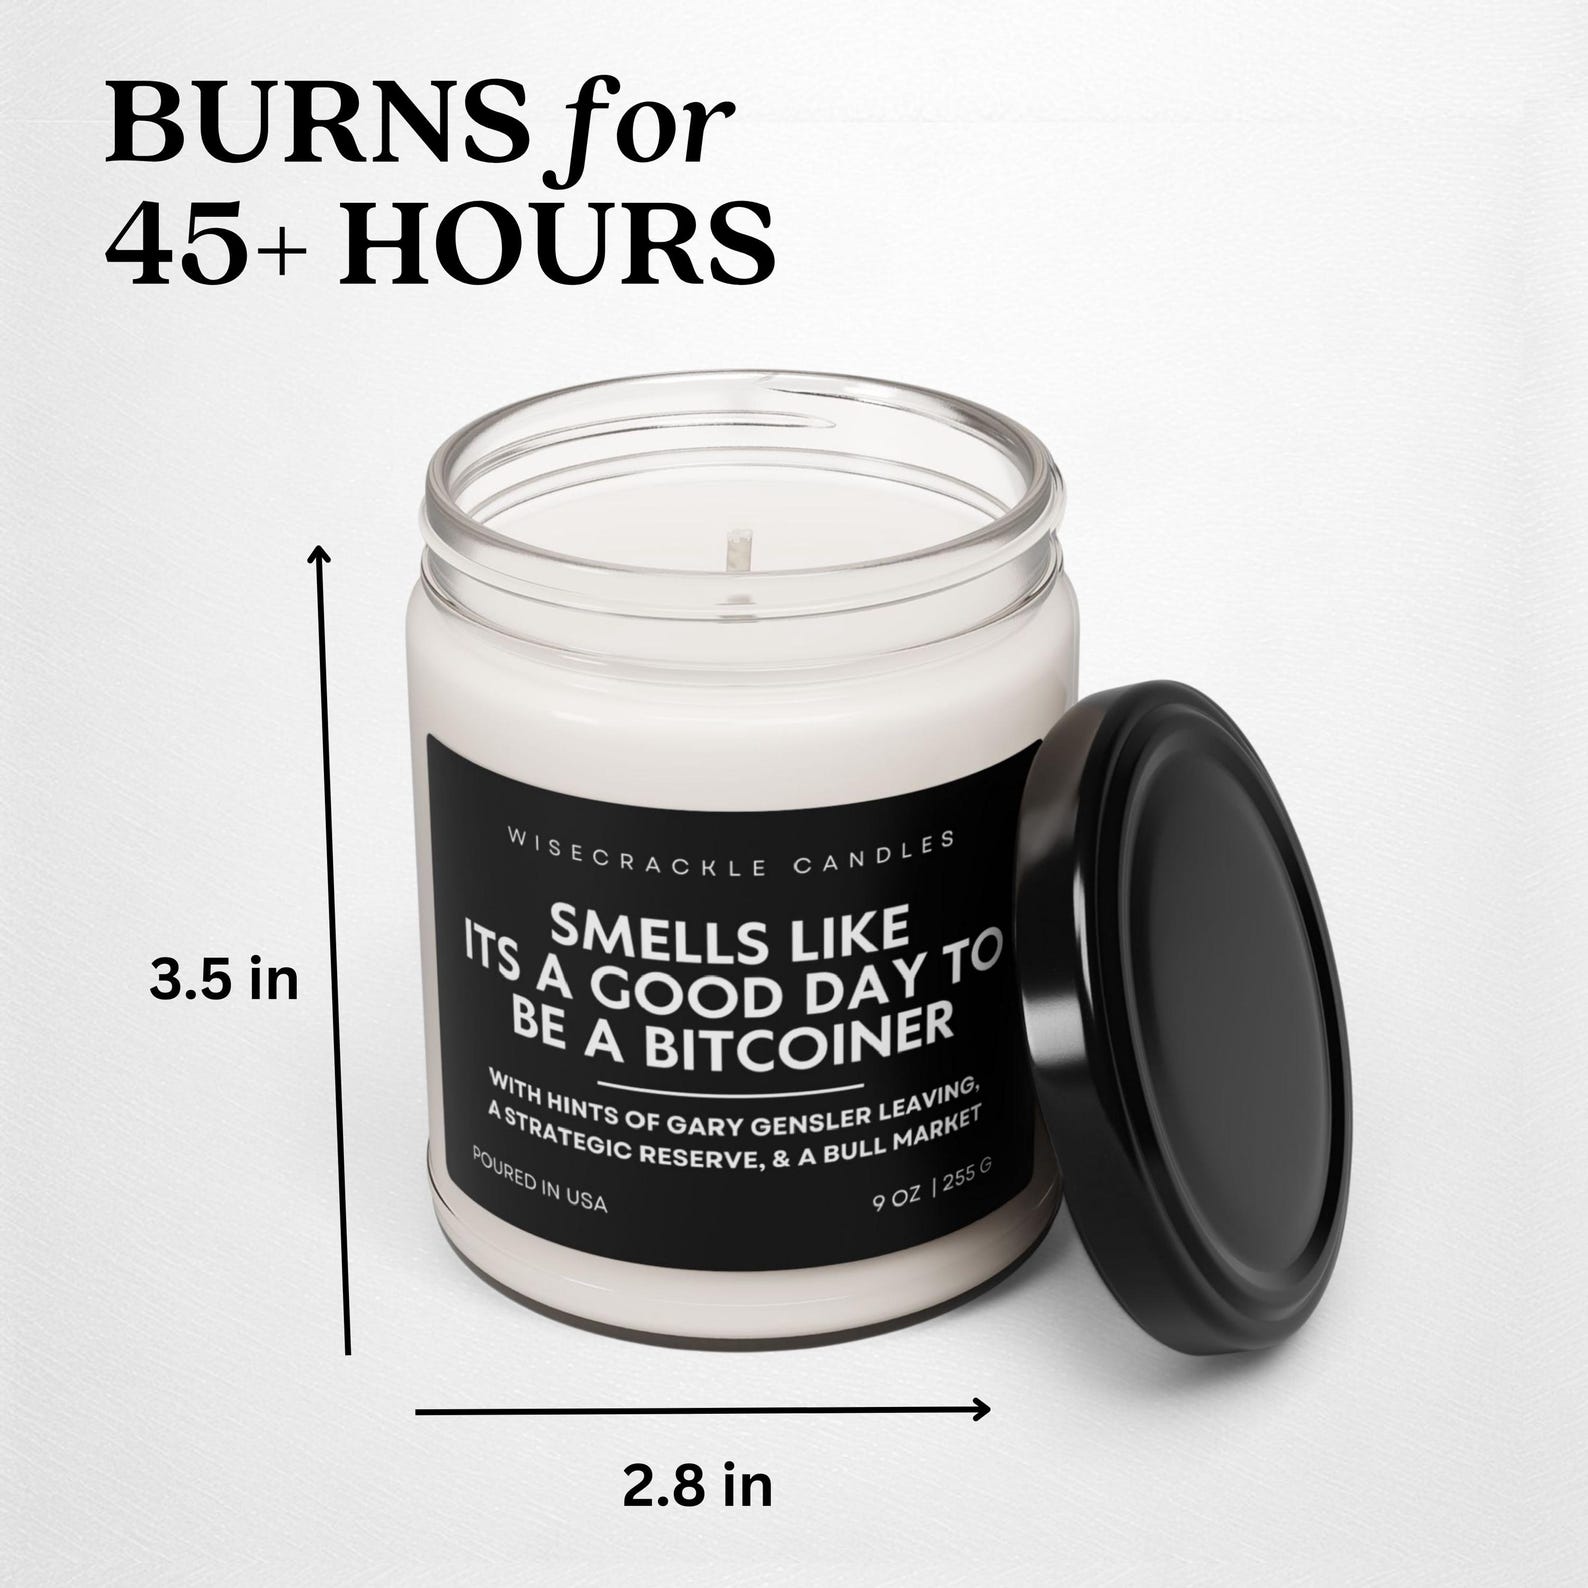 BURNS for
45+ HOURS
WISECRACKLE CANDLES
SMELLS LIKE
ITS A GOOD DAY TO
BE A BITCOINER
WITH HINTS OF GARY GENSLER LEAVING,
A STRATEGIC RESERVE, & A BULL MARKET
POURED IN USA
9 OZ | 255 G
3.5 in
2.8 in